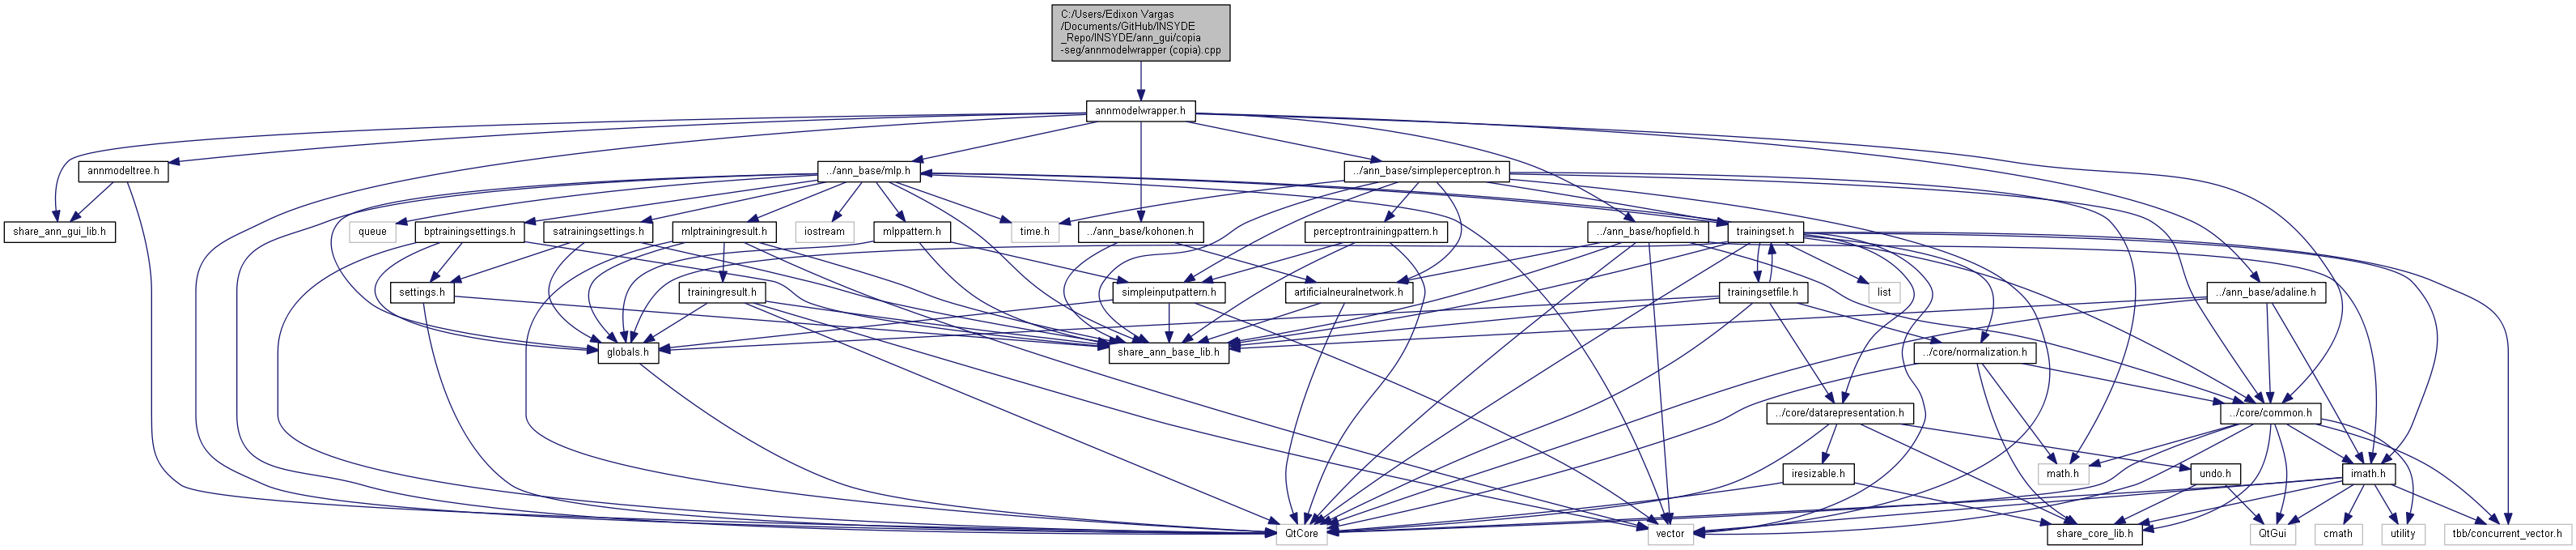 C:/Users/Edixon Vargas
/Documents/GitHub/INSYDE
_Repo/INSYDE/ann_gui/copia
-seg/annmodelwrapper (copia).cpp
annmodelwrapper.h
annmodeltree.h
../ann_base/mlp.h
../ann_base/simpleperceptron.h
share_ann_gui_lib.h
queue
bptrainingsettings.h
satrainingsettings.h
mlptrainingresult.h
iostream
mlppattern.h
time.h
../ann_base/kohonen.h
perceptrontrainingpattern.h
../ann_base/hopfield.h
trainingset.h
settings.h
trainingresult.h
simpleinputpattern.h
artificialneuralnetwork.h
trainingsetfile.h
list
../ann_base/adaline.h
globals.h
share_ann_base_lib.h
../core/normalization.h
../core/datarepresentation.h
../core/common.h
iresizable.h
math.h
undo.h
imath.h
QtCore
vector
share_core_lib.h
QtGui
cmath
utility
tbb/concurrent_vector.h